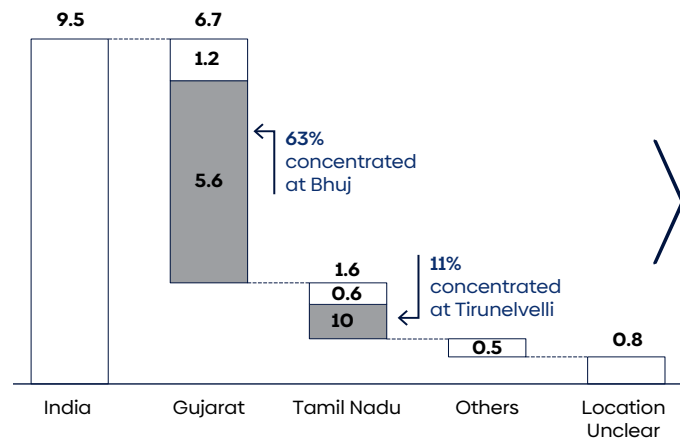 9.5
6.7
1.2
63%
concentrated
at Bhuj
5.6
1.6
0.6
10
11%
concentrated
at Tirunelvelli
0.5
0.8
India
Gujarat
Tamil Nadu
Others
Location
Unclear